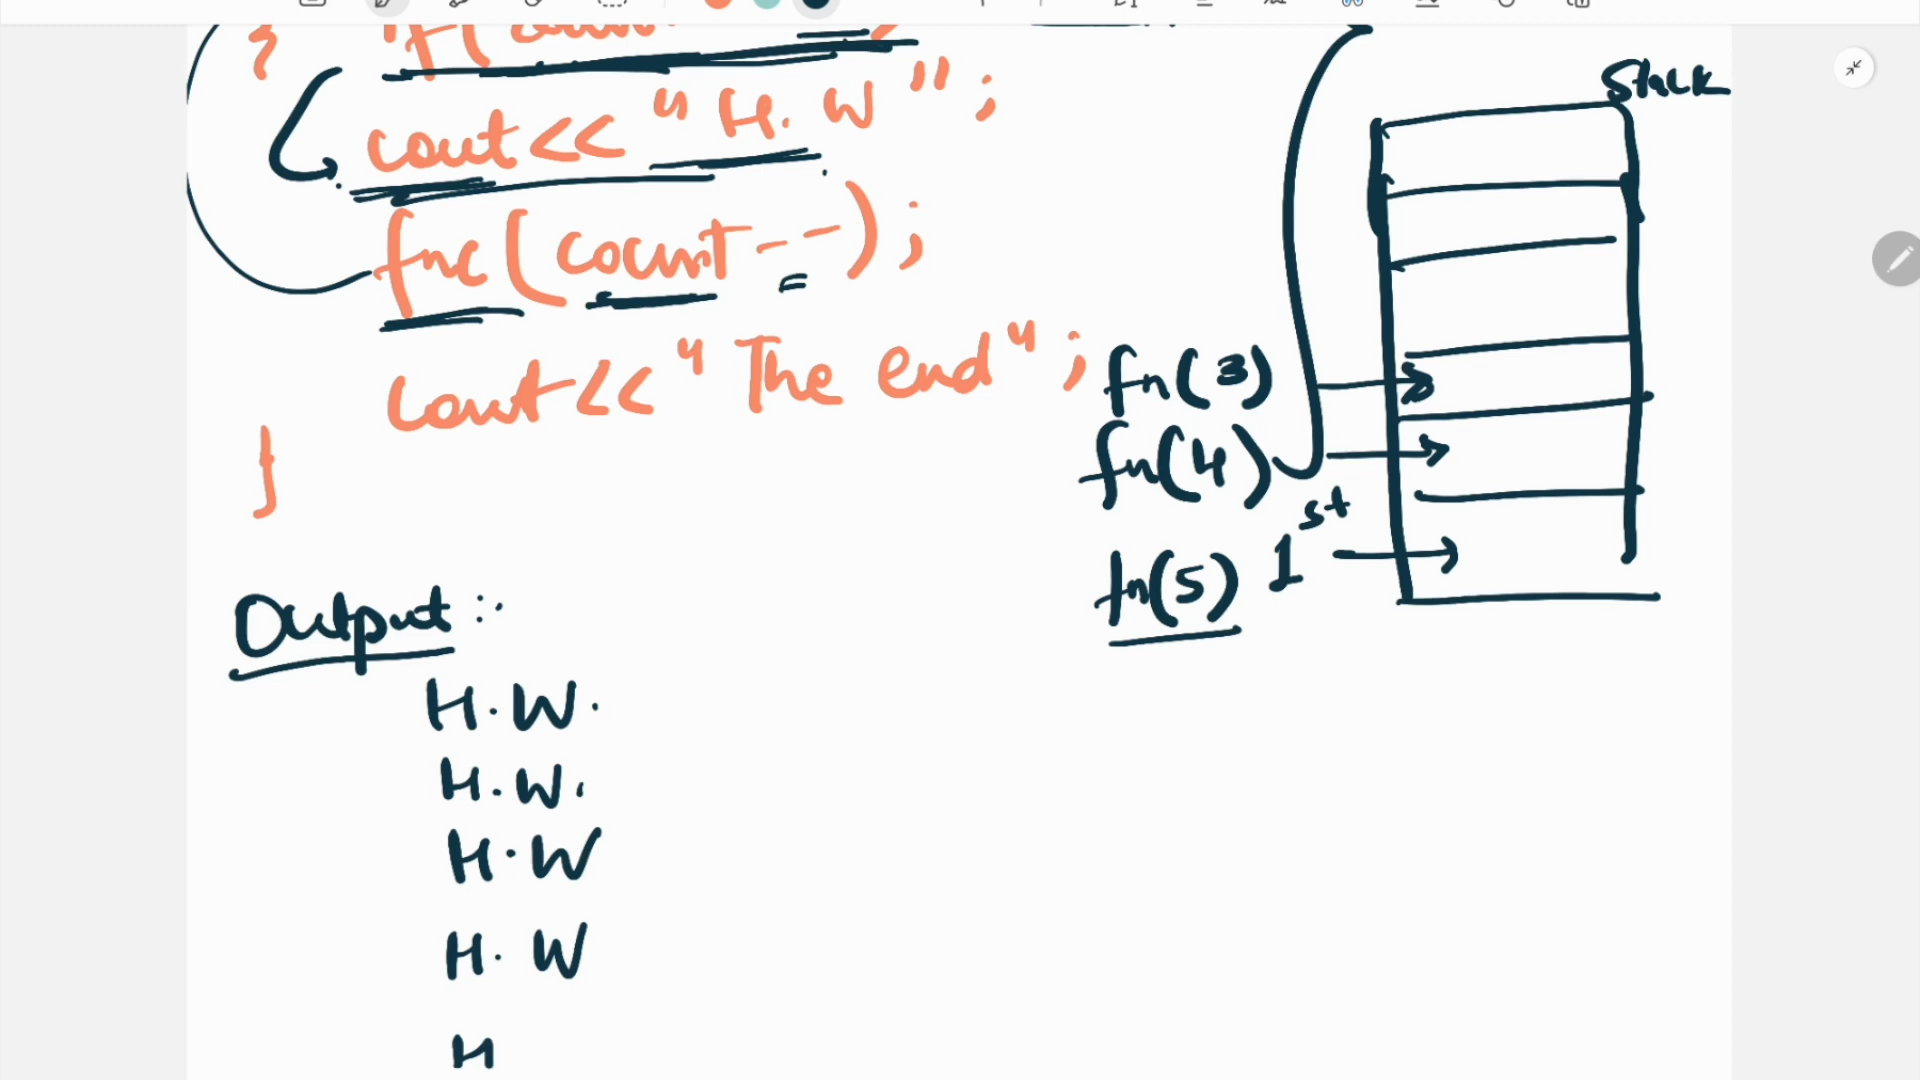 cout<< "H.W";
fnc(count--);
cout<< "The end";
}
Stack
fn(3)
fn(4)
fn(5) 1st
Output :-
H.W.
H.W.
H.W
H.W
H